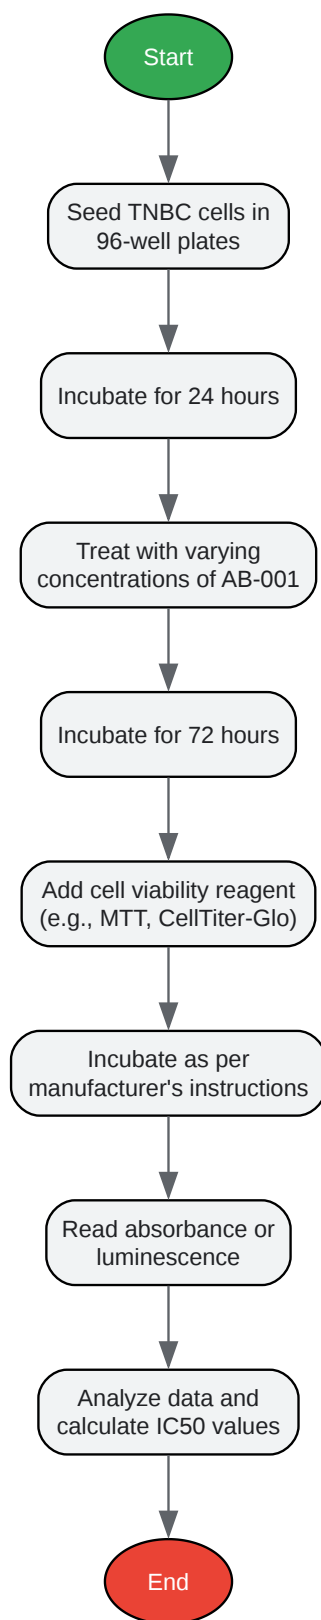 Start
Seed TNBC cells in
96-well plates
Incubate for 24 hours
Treat with varying
concentrations of AB-001
Incubate for 72 hours
Add cell viability reagent
(e.g., MTT, CellTiter-Glo)
Incubate as per
manufacturer's instructions
Read absorbance or
luminescence
Analyze data and
calculate IC50 values
End